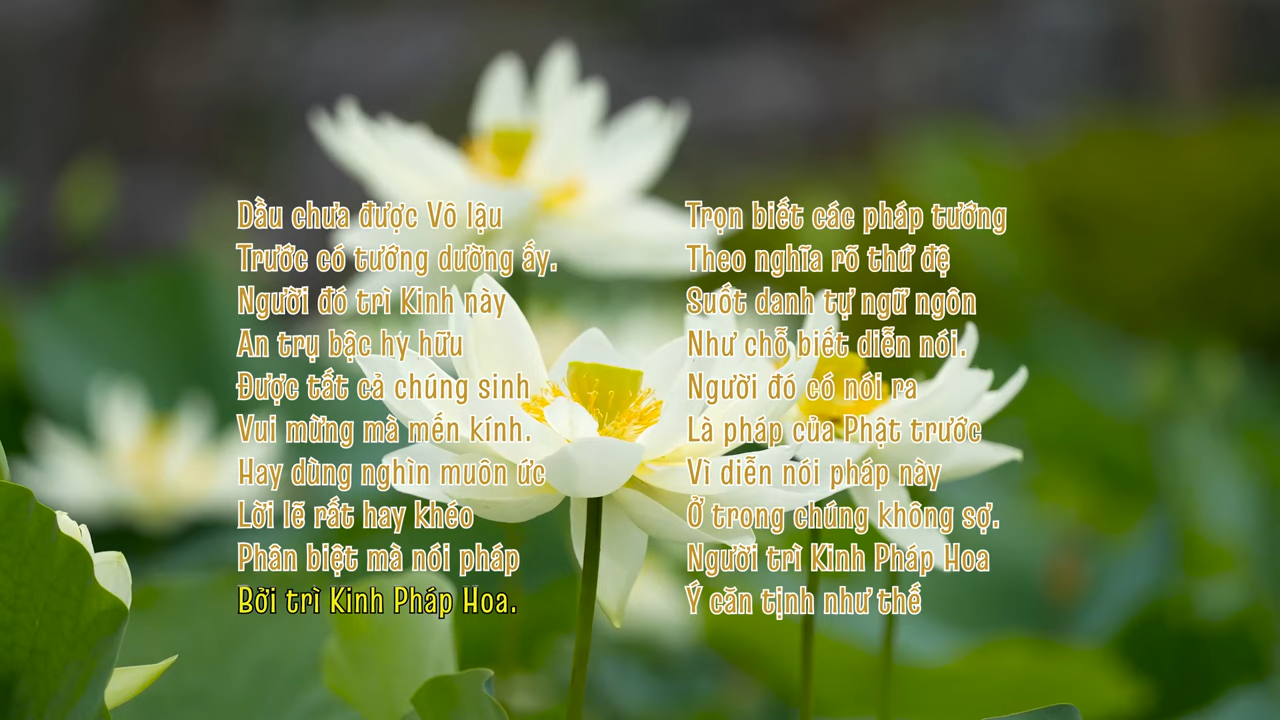 Dầu chưa được Vô lậu
Trước có tướng dường ấy.
Người đó trì Kinh này
An trụ bậc hy hữu
Được tất cả chúng sinh
Vui mừng mà mến kính.
Hay dùng nghìn muôn ức
Lời lẽ rất hay khéo
Phân biệt mà nói pháp
Bởi trì Kinh Pháp Hoa.
Trọn biết các pháp tướng
Theo nghĩa rõ thứ đệ
Suốt danh tự ngữ ngôn
Như chỗ biết diễn nói.
Người đó có nói ra
Là pháp của Phật trước
Vì diễn nói pháp này
Ở trong chúng không sợ.
Người trì Kinh Pháp Hoa
Ý căn tịnh như thế